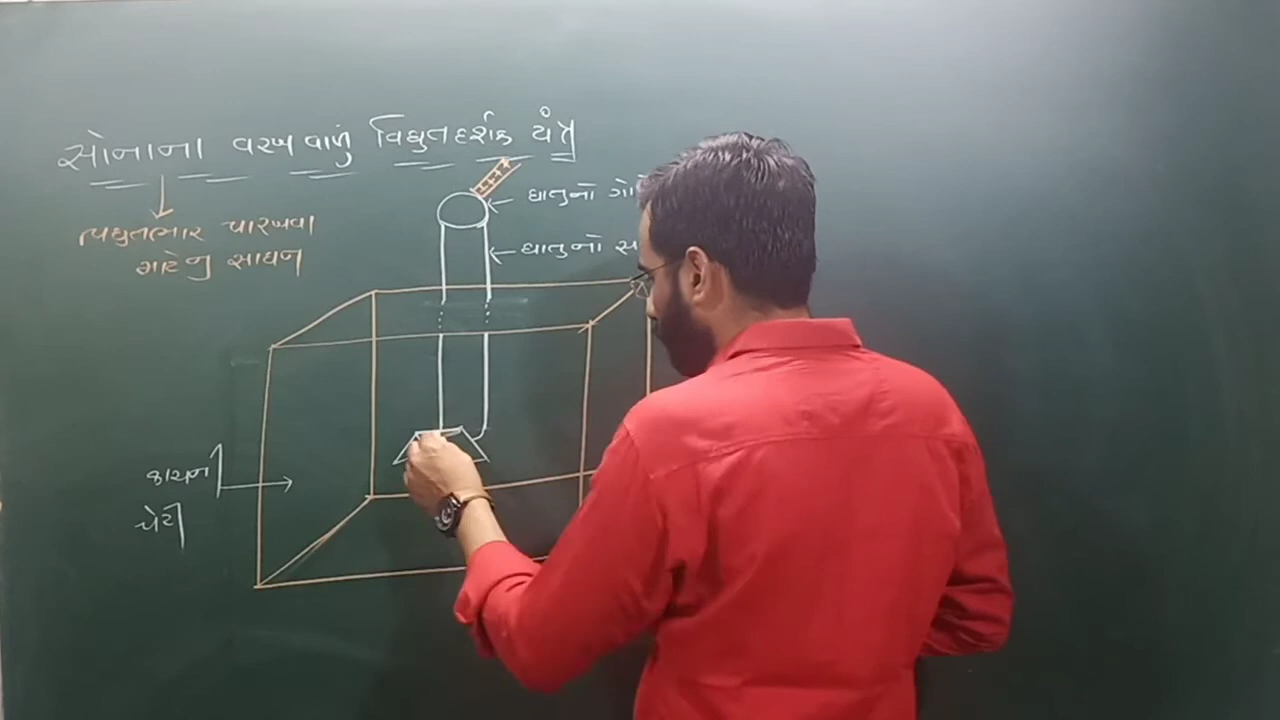 સોનાના વરખવાળું વિદ્યુતદર્શક યંત્ર
વિદ્યુતભાર પારખવા
માટેનું સાધન
ધાતુનો
ધાતુનો
કાચની
પેટી